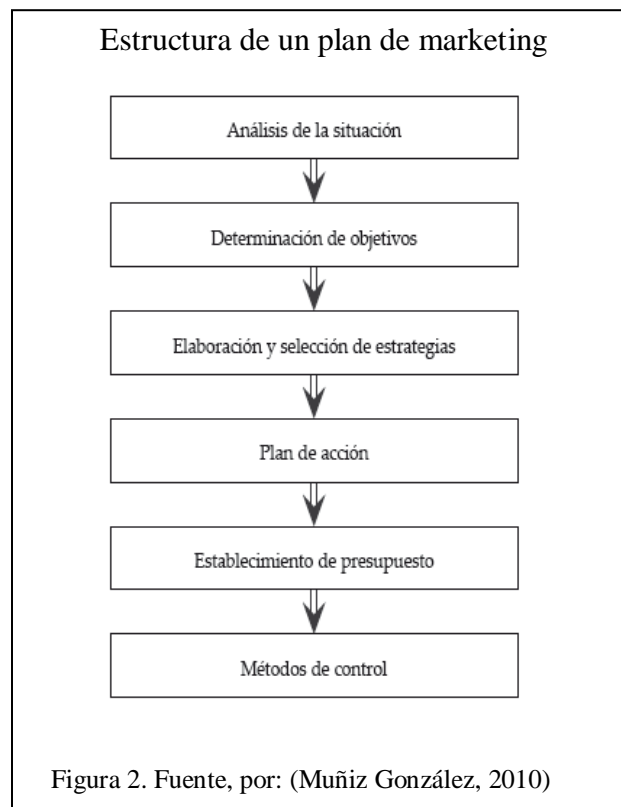 Estructura de un plan de marketing
Análisis de la situación
Determinación de objetivos
Elaboración y selección de estrategias
Plan de acción
Establecimiento de presupuesto
Métodos de control
Figura 2. Fuente, por: (Muñiz González, 2010)